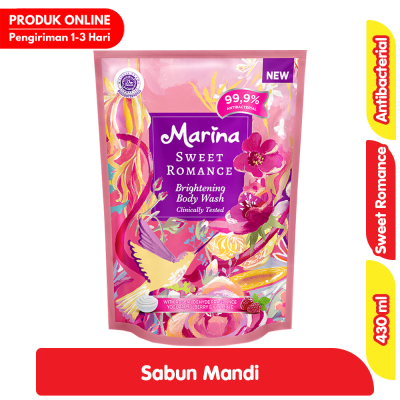 PRODUK ONLINE
Pengiriman 1-3 Hari
NEW
99,9%
ANTIBACTERIAL
Marina
SWEET
ROMANCE
Brightening
Body Wash
Clinically Tested
Antibacterial
Sweet Romance
430 ml
Sabun Mandi